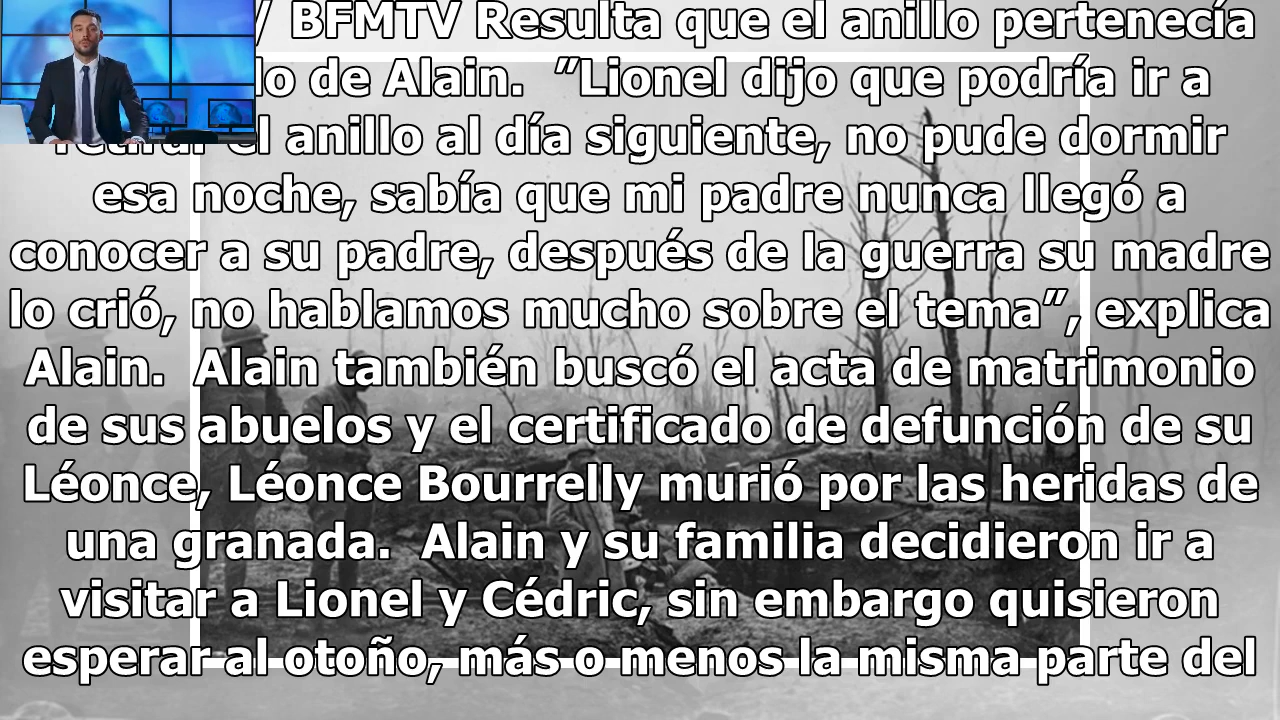 / BFMTV Resulta que el anillo pertenecía
de Alain.  ”Lionel dijo que podría ir a
el anillo al día siguiente, no pude dormir
esa noche, sabía que mi padre nunca llegó a
conocer a su padre, después de la guerra su madre
lo crió, no hablamos mucho sobre el tema”, explica
Alain.  Alain también buscó el acta de matrimonio
de sus abuelos y el certificado de defunción de su
Léonce, Léonce Bourrelly murió por las heridas de
una granada.  Alain y su familia decidieron ir a
visitar a Lionel y Cédric, sin embargo quisieron
esperar al otoño, más o menos la misma parte del